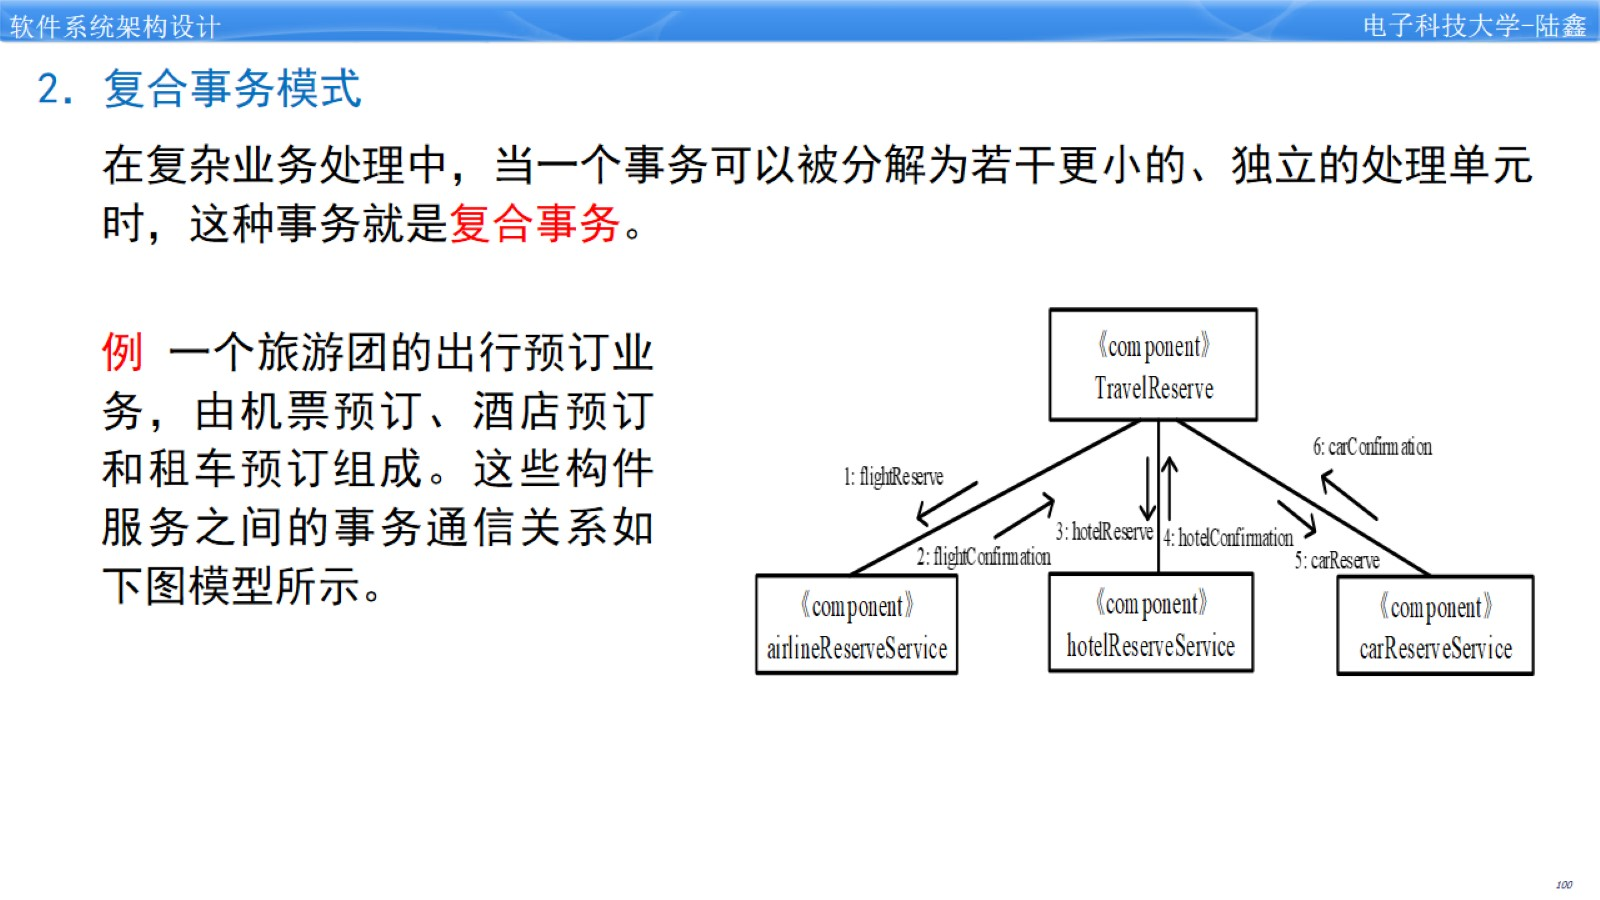 软件系统架构设计
电子科技大学-陆鑫
2. 复合事务模式
在复杂业务处理中，当一个事务可以被分解为若干更小的、独立的处理单元
时，这种事务就是复合事务。
例 一个旅游团的出行预订业
务，由机票预订、酒店预订
和租车预订组成。这些构件
服务之间的事务通信关系如
下图模型所示。
《component》
TravelReserve
1: flightReserve
2: flightConfirmation
3: hotelReserve
4: hotelConfirmation
5: carReserve
6: carConfirmation
《component》
airlineReserveService
《component》
hotelReserveService
《component》
carReserveService
100